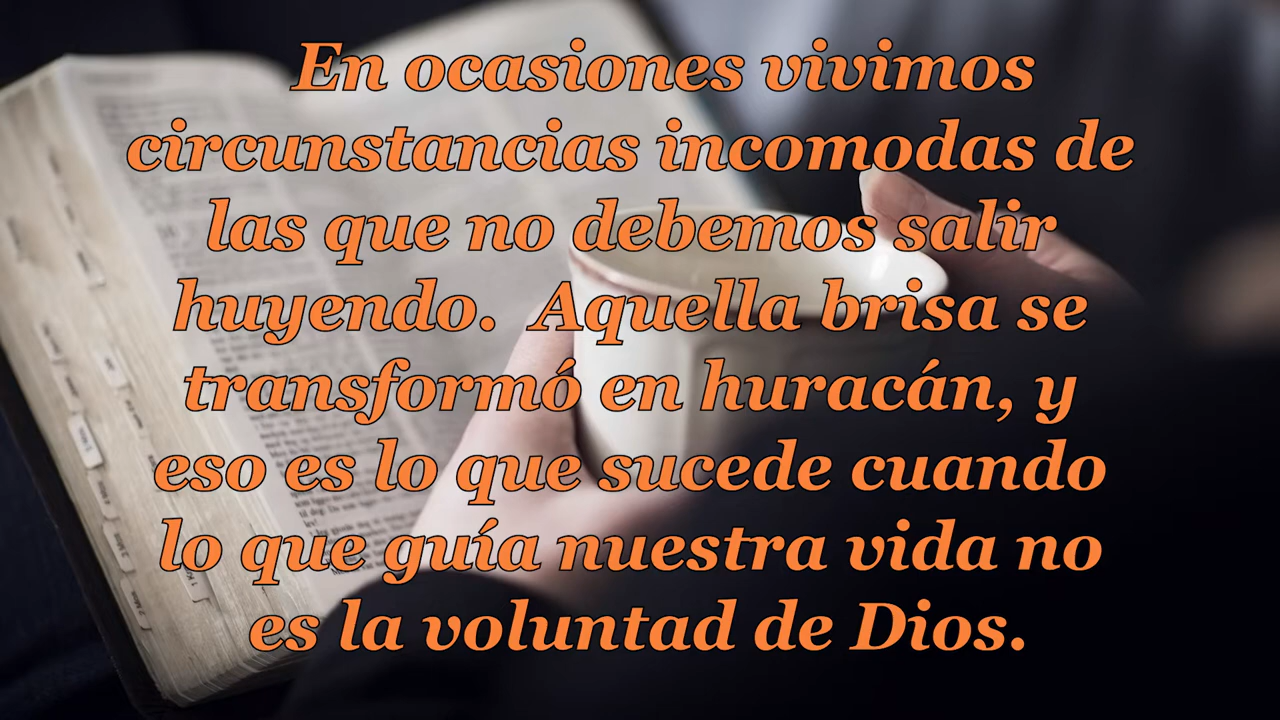 En ocasiones vivimos
circunstancias incomodas de
las que no debemos salir
huyendo. Aquella brisa se
transformó en huracán, y
eso es lo que sucede cuando
lo que guía nuestra vida no
es la voluntad de Dios.